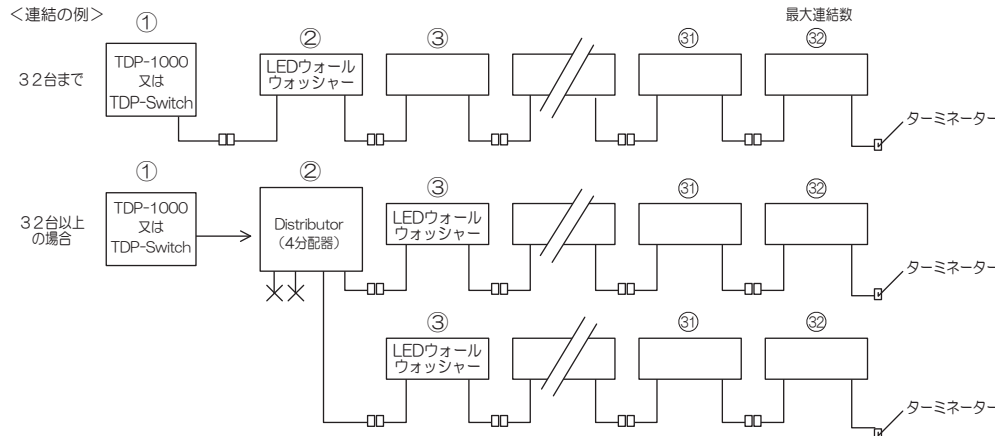 ＜連結の例＞
最大連結数
32台まで
①
TDP-1000
又は
TDP-Switch
②
LEDウォール
ウォッシャー
③
㉛
㉜
ターミネーター
32台以上
の場合
①
TDP-1000
又は
TDP-Switch
②
Distributor
（4分配器）
③
LEDウォール
ウォッシャー
㉛
㉜
ターミネーター
③
LEDウォール
ウォッシャー
㉛
㉜
ターミネーター